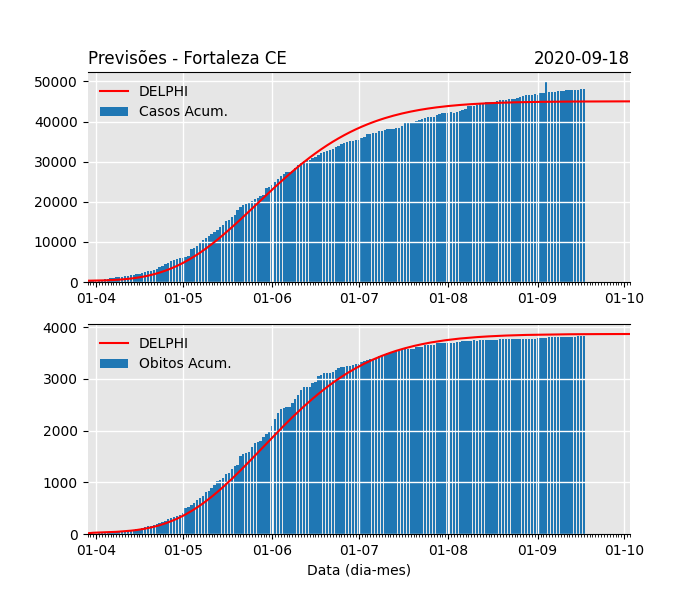 Previsões - Fortaleza CE 2020-09-18
50000
40000
30000
20000
10000
0
DELPHI
Casos Acum.
01-04 01-05 01-06 01-07 01-08 01-09 01-10
4000
3000
2000
1000
0
DELPHI
Obitos Acum.
01-04 01-05 01-06 01-07 01-08 01-09 01-10
Data (dia-mes)